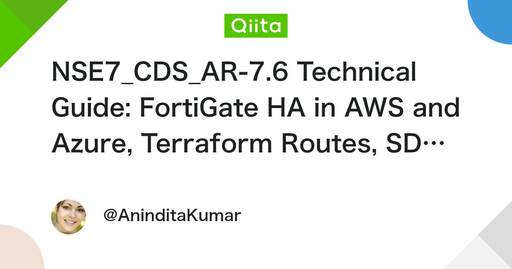 Qiita
NSE7_CDS_AR-7.6 Technical
Guide: FortiGate HA in AWS and
Azure, Terraform Routes, SD…
@AninditaKumar